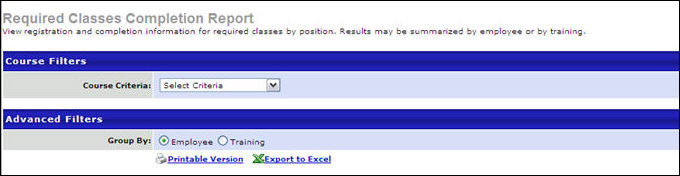 Required Classes Completion Report
View registration and completion information for required classes by position. Results may be summarized by employee or by training.
Course Filters
Course Criteria: Select Criteria
Advanced Filters
Group By: Employee Training
Printable Version Export to Excel